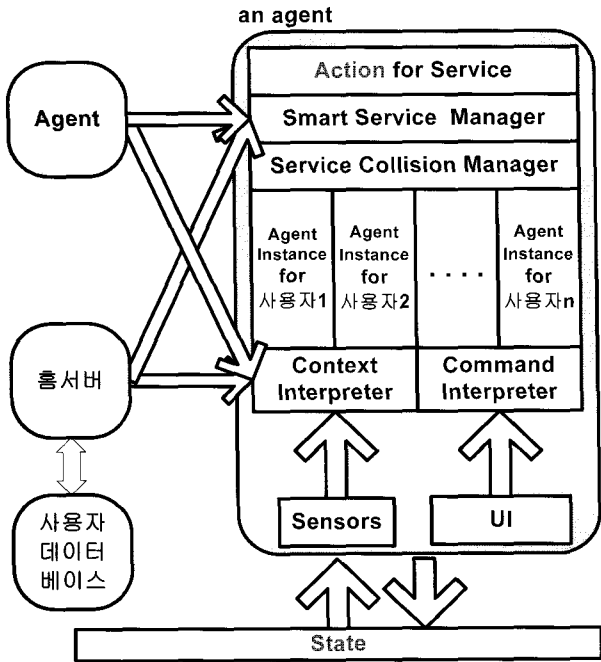 an agent
Action for Service
Smart Service Manager
Service Collision Manager
Agent
Instance
for
사용자1
Agent
Instance
for
사용자2
....
Agent
Instance
for
사용자n
Context
Interpreter
Command
Interpreter
Sensors
UI
State
Agent
홈서버
사용자
데이터
베이스